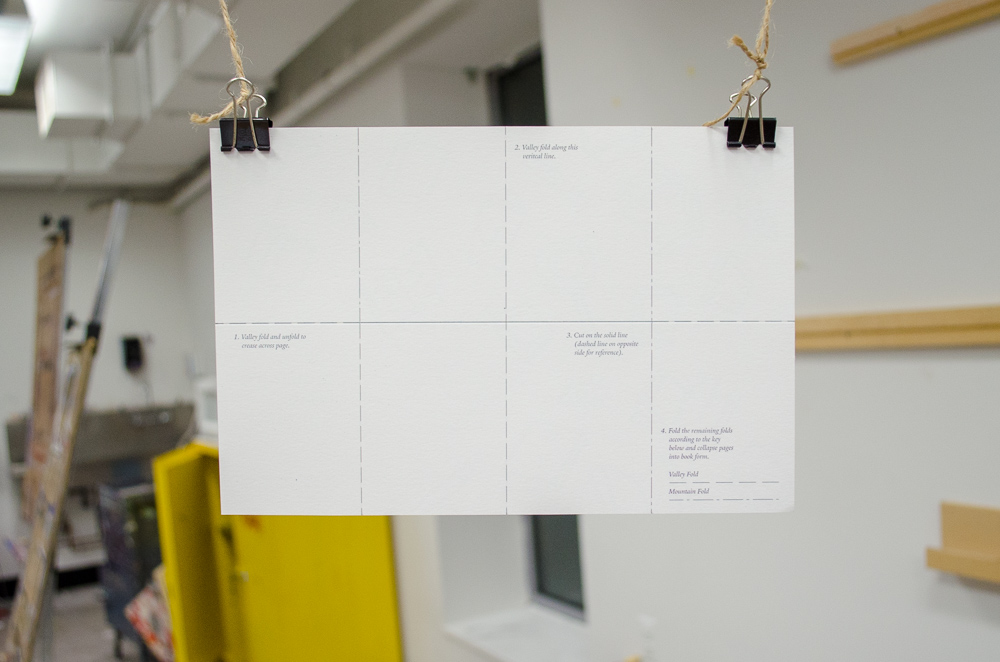 2. Valley fold along this
veritcal line.
1. Valley fold and unfold to
create across page.
3. Cut on the solid line
(dashed line on opposite
side for reference).
4. Fold the remaining folds
according to the key
below and collapse pages
into book form.
Valley Fold
Mountain Fold